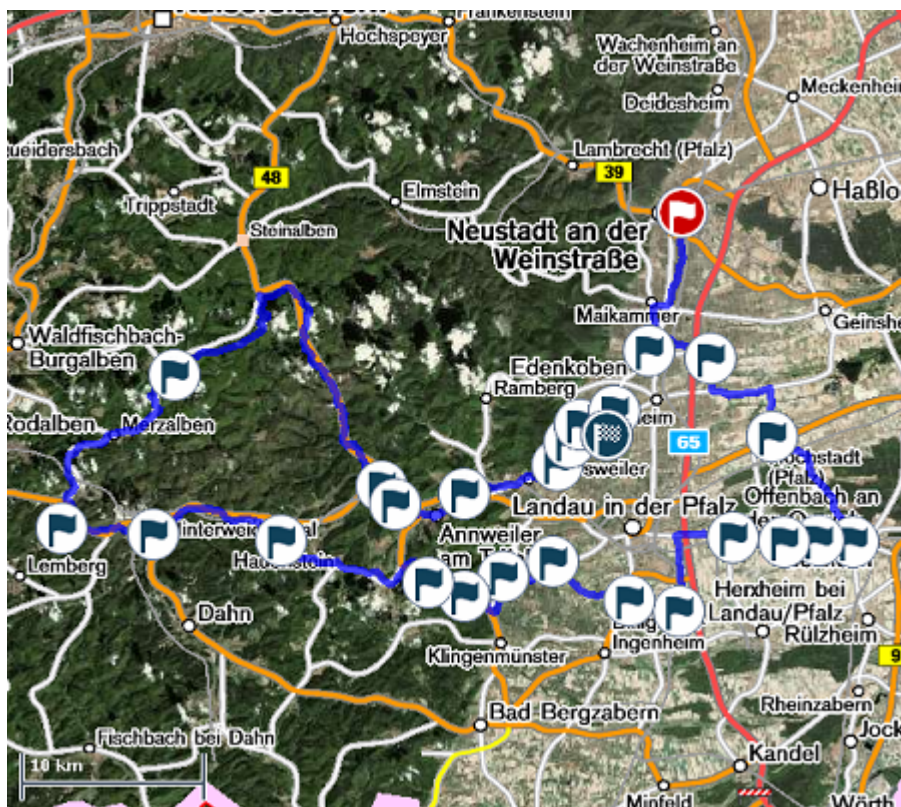 Hochspeyer
Frankenstein
Wachenheim an
der Weinstraße
Deidesheim
Meckenheim
Lambrecht (Pfalz)
48
39
Haßlo
Trippstadt
Elmstein
Steinalben
Neustadt an der
Weinstraße
Maikammer
Geinshe
Waldfischbach-
Burgalben
Edenkoben
Ramberg
Rodalben
Merzalben
65
(Pfalz)
Offenbach an
Landau in der Pfalz
Annweiler
Lemberg
Herxheim bei
Landau/Pfalz
Rülzheim
Dahn
Ingenheim
Klingenmünster
9
Rheinzabern
Bad Bergzabern
Jock
Fischbach bei Dahn
Kandel
10 km
Minfeld
Wörth